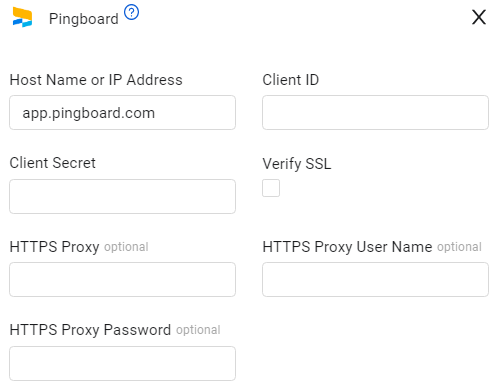 Pingboard ?
X
Host Name or IP Address
Client ID
app.pingboard.com
Client Secret
Verify SSL
HTTPS Proxy optional
HTTPS Proxy User Name optional
HTTPS Proxy Password optional